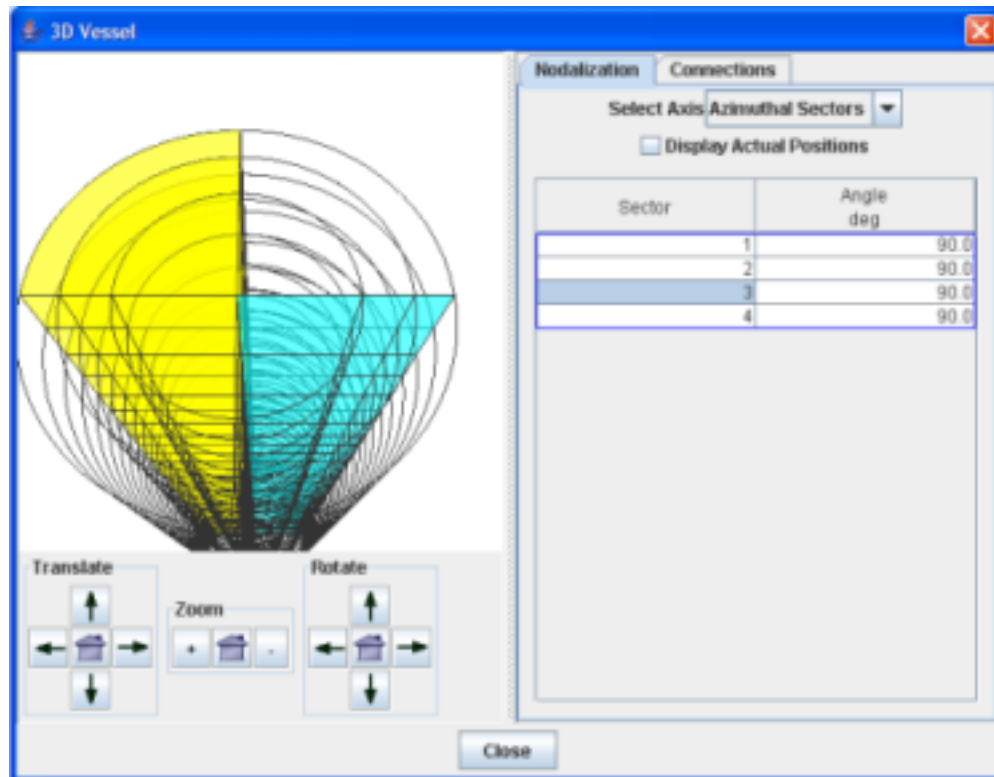 3D Vessel
Nodalization Connections
Select Axis Azimuthal Sectors
Display Actual Positions
Sector Angle deg
1 90.0
2 90.0
3 90.0
4 90.0
Translate Zoom Rotate
+ -
Close